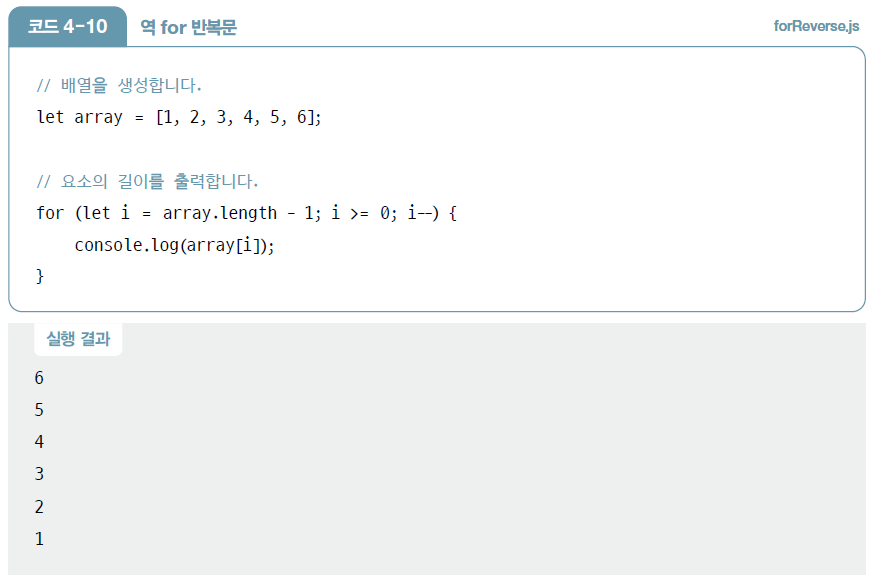 코드 4-10 역 for 반복문 forReverse.js
// 배열을 생성합니다.
let array = [1, 2, 3, 4, 5, 6];
// 요소의 길이를 출력합니다.
for (let i = array.length - 1; i >= 0; i--) {
    console.log(array[i]);
}
실행 결과
6
5
4
3
2
1